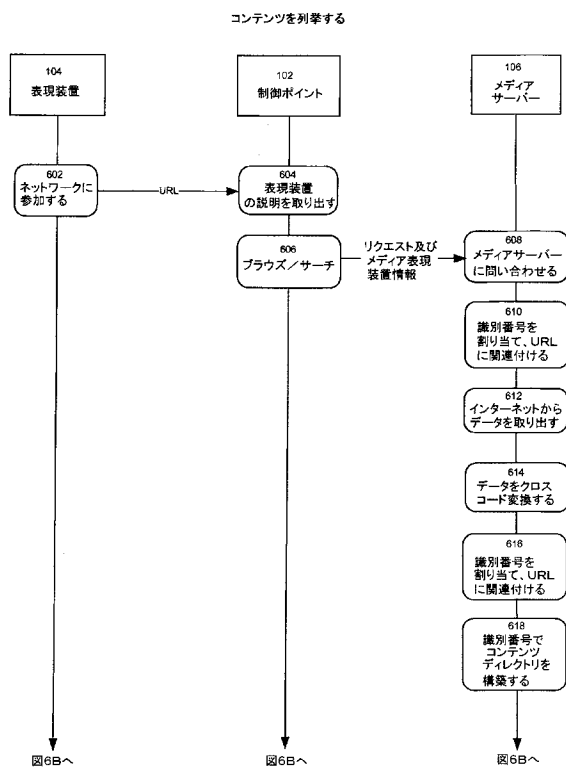 コンテンツを列挙する
104
表現装置
102
制御ポイント
106
メディア
サーバー
602
ネットワークに
参加する
URL
604
表現装置
の説明を取り出す
606
ブラウズ/サーチ
リクエスト及び
メディア表現
装置情報
608
メディアサーバー
に問い合わせる
610
識別番号を
割り当て、URL
に関連付ける
612
インターネットから
データを取り出す
614
データをクロス
コード変換する
616
識別番号を
割り当て、URL
に関連付ける
618
識別番号で
コンテンツ
ディレクトリを
構築する
図6Bへ
図6Bへ
図6Bへ